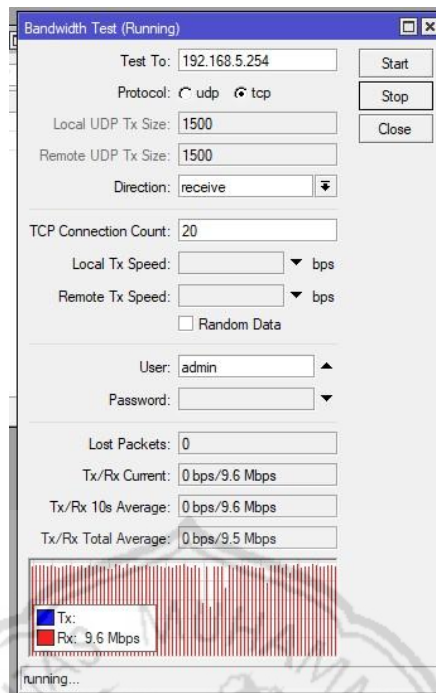 Bandwidth Test (Running)
Test To: 192.168.5.254
Start
Protocol: udp tcp
Stop
Local UDP Tx Size: 1500
Close
Remote UDP Tx Size: 1500
Direction: receive
TCP Connection Count: 20
Local Tx Speed: bps
Remote Tx Speed: bps
Random Data
User: admin
Password:
Lost Packets: 0
Tx/Rx Current: 0 bps/9.6 Mbps
Tx/Rx 10s Average: 0 bps/9.6 Mbps
Tx/Rx Total Average: 0 bps/9.5 Mbps
Tx:
Rx: 9.6 Mbps
running...